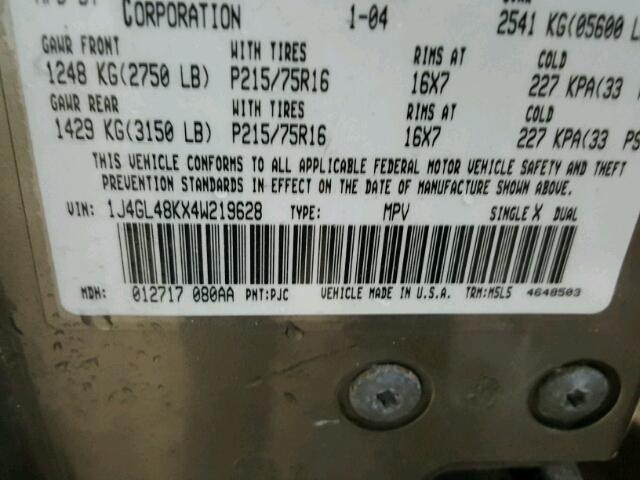 CORPORATION 1-04 2541 KG(05600 L
GAWR FRONT WITH TIRES RIMS AT COLD
1248 KG(2750 LB) P215/75R16 16X7 227 KPA(33
GAWR REAR WITH TIRES RIMS AT COLD
1429 KG(3150 LB) P215/75R16 16X7 227 KPA(33 PS
THIS VEHICLE CONFORMS TO ALL APPLICABLE FEDERAL MOTOR VEHICLE SAFETY AND THEFT
PREVENTION STANDARDS IN EFFECT ON THE DATE OF MANUFACTURE SHOWN ABOVE.
VIN: 1J4GL48KX4W219628 TYPE: MPV SINGLE X DUAL
MDH: 012717 080AA PNT:PJC VEHICLE MADE IN U.S.A. TRM:M5L5 4648503